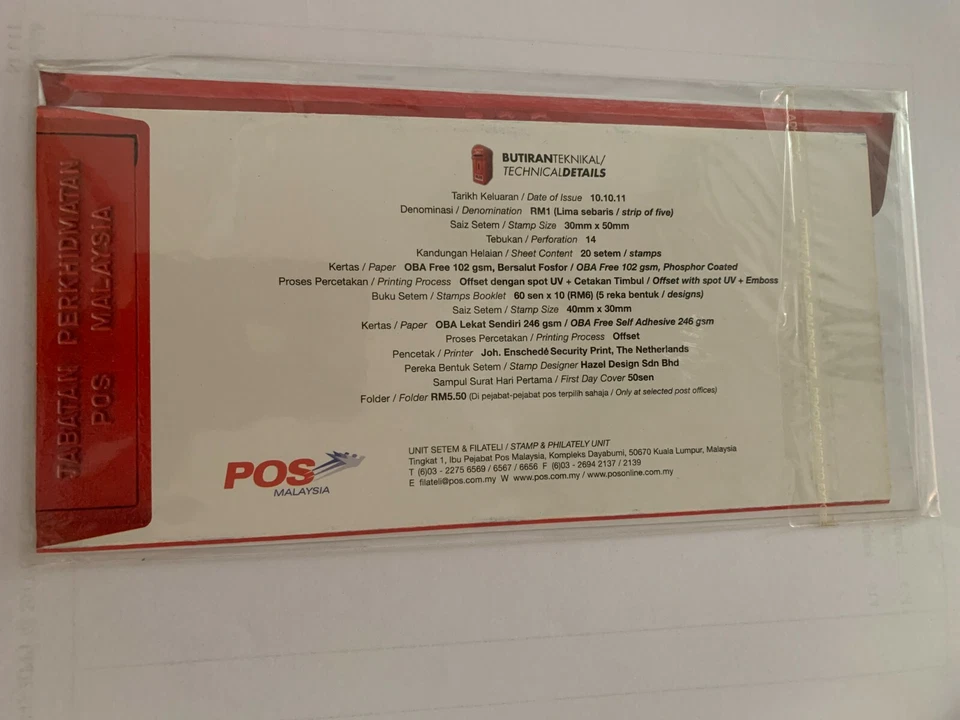 JABATAN PERKHIDMATAN
POS MALAYSIA
BUTIRANTEKNIKAL/
TECHNICALDETAILS
Tarikh Keluaran / Date of Issue 10.10.11
Denominasi / Denomination RM1 (Lima sebaris / strip of five)
Saiz Setem / Stamp Size 30mm x 50mm
Tebukan / Perforation 14
Kandungan Helaian / Sheet Content 20 setem / stamps
Kertas / Paper OBA Free 102 gsm, Bersalut Fosfor / OBA Free 102 gsm, Phosphor Coated
Proses Percetakan / Printing Process Offset dengan spot UV + Cetakan Timbul / Offset with spot UV + Emboss
Buku Setem / Stamps Booklet 60 sen x 10 (RM6) (5 reka bentuk / designs)
Saiz Setem / Stamp Size 40mm x 30mm
Kertas / Paper OBA Lekat Sendiri 246 gsm / OBA Free Self Adhesive 246 gsm
Proses Percetakan / Printing Process Offset
Pencetak / Printer Joh. Enschedé Security Print, The Netherlands
Pereka Bentuk Setem / Stamp Designer Hazel Design Sdn Bhd
Sampul Surat Hari Pertama / First Day Cover 50sen
Folder / Folder RM5.50 (Di pejabat-pejabat pos terpilih sahaja / Only at selected post offices)
POS
MALAYSIA
UNIT SETEM & FILATELI / STAMP & PHILATELY UNIT
Tingkat 1, Ibu Pejabat Pos Malaysia, Kompleks Dayabumi, 50670 Kuala Lumpur, Malaysia
T (6)03 - 2275 6569 / 6567 / 6656 F (6)03 - 2694 2137 / 2139
E filateli@pos.com.my W www.pos.com.my / www.posonline.com.my